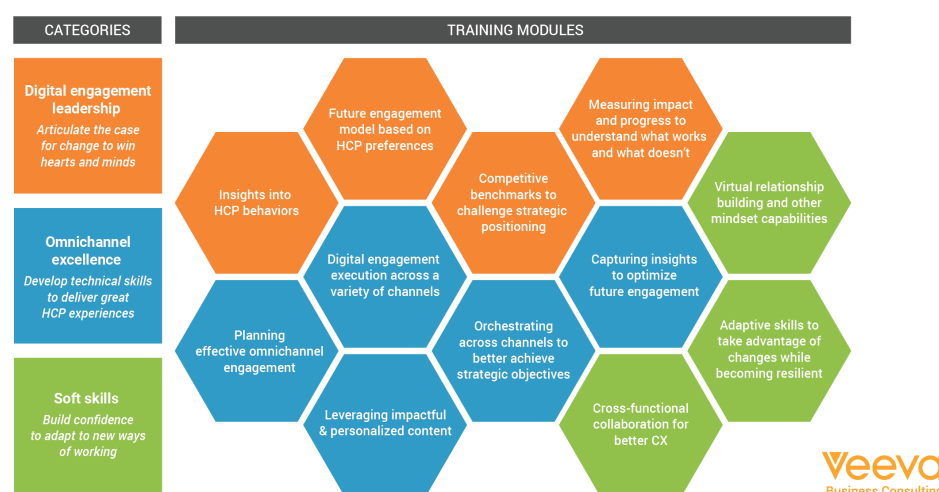 CATEGORIES
TRAINING MODULES
Digital engagement
leadership
Articulate the case
for change to win
hearts and minds
Omnichannel
excellence
Develop technical skills
to deliver great
HCP experiences
Soft skills
Build confidence
to adapt to new ways
of working
Insights into
HCP behaviors
Future engagement
model based on
HCP preferences
Competitive
benchmarks to
challenge strategic
positioning
Measuring impact
and progress to
understand what works
and what doesn't
Virtual relationship
building and other
mindset capabilities
Digital engagement
execution across a
variety of channels
Capturing insights
to optimize
future engagement
Planning
effective omnichannel
engagement
Orchestrating
across channels to
better achieve
strategic objectives
Adaptive skills to
take advantage of
changes while
becoming resilient
Leveraging impactful
& personalized content
Cross-functional
collaboration for
better CX
Veeva
Business Consulting